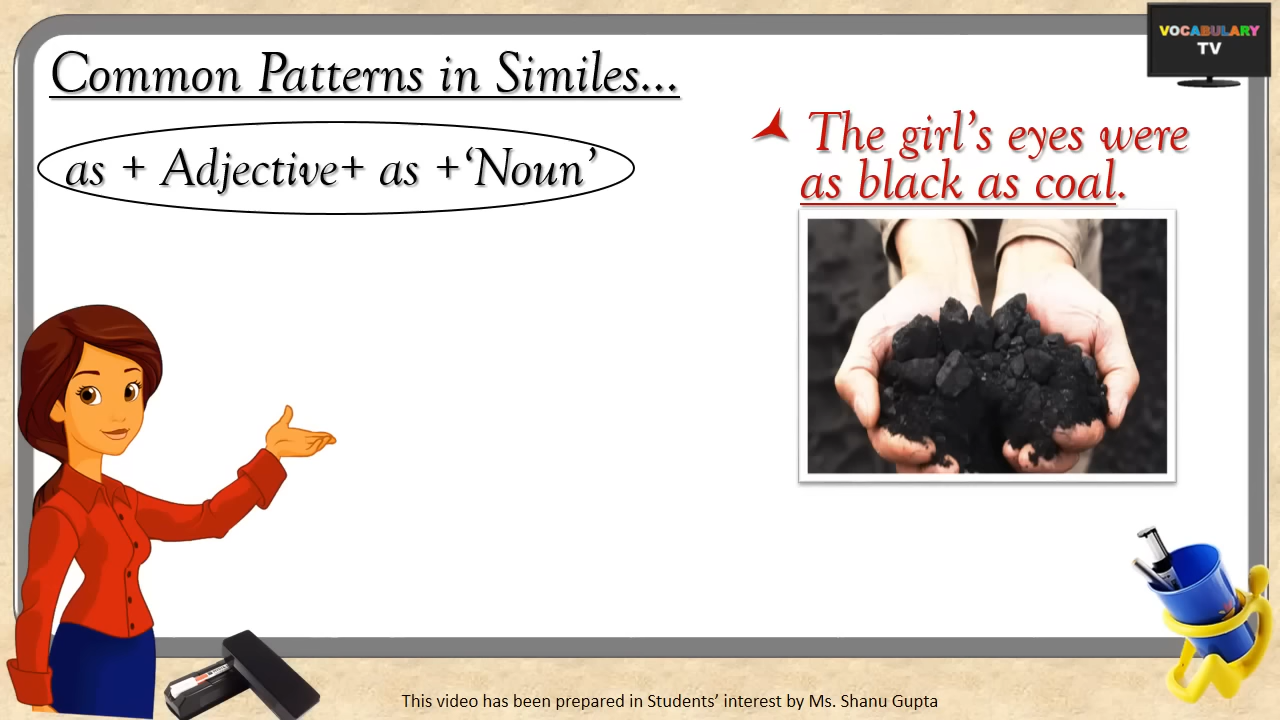 VOCABULARY
TV
Common Patterns in Similes...
as + Adjective+ as +‘Noun’
The girl’s eyes were
as black as coal.
This video has been prepared in Students’ interest by Ms. Shanu Gupta